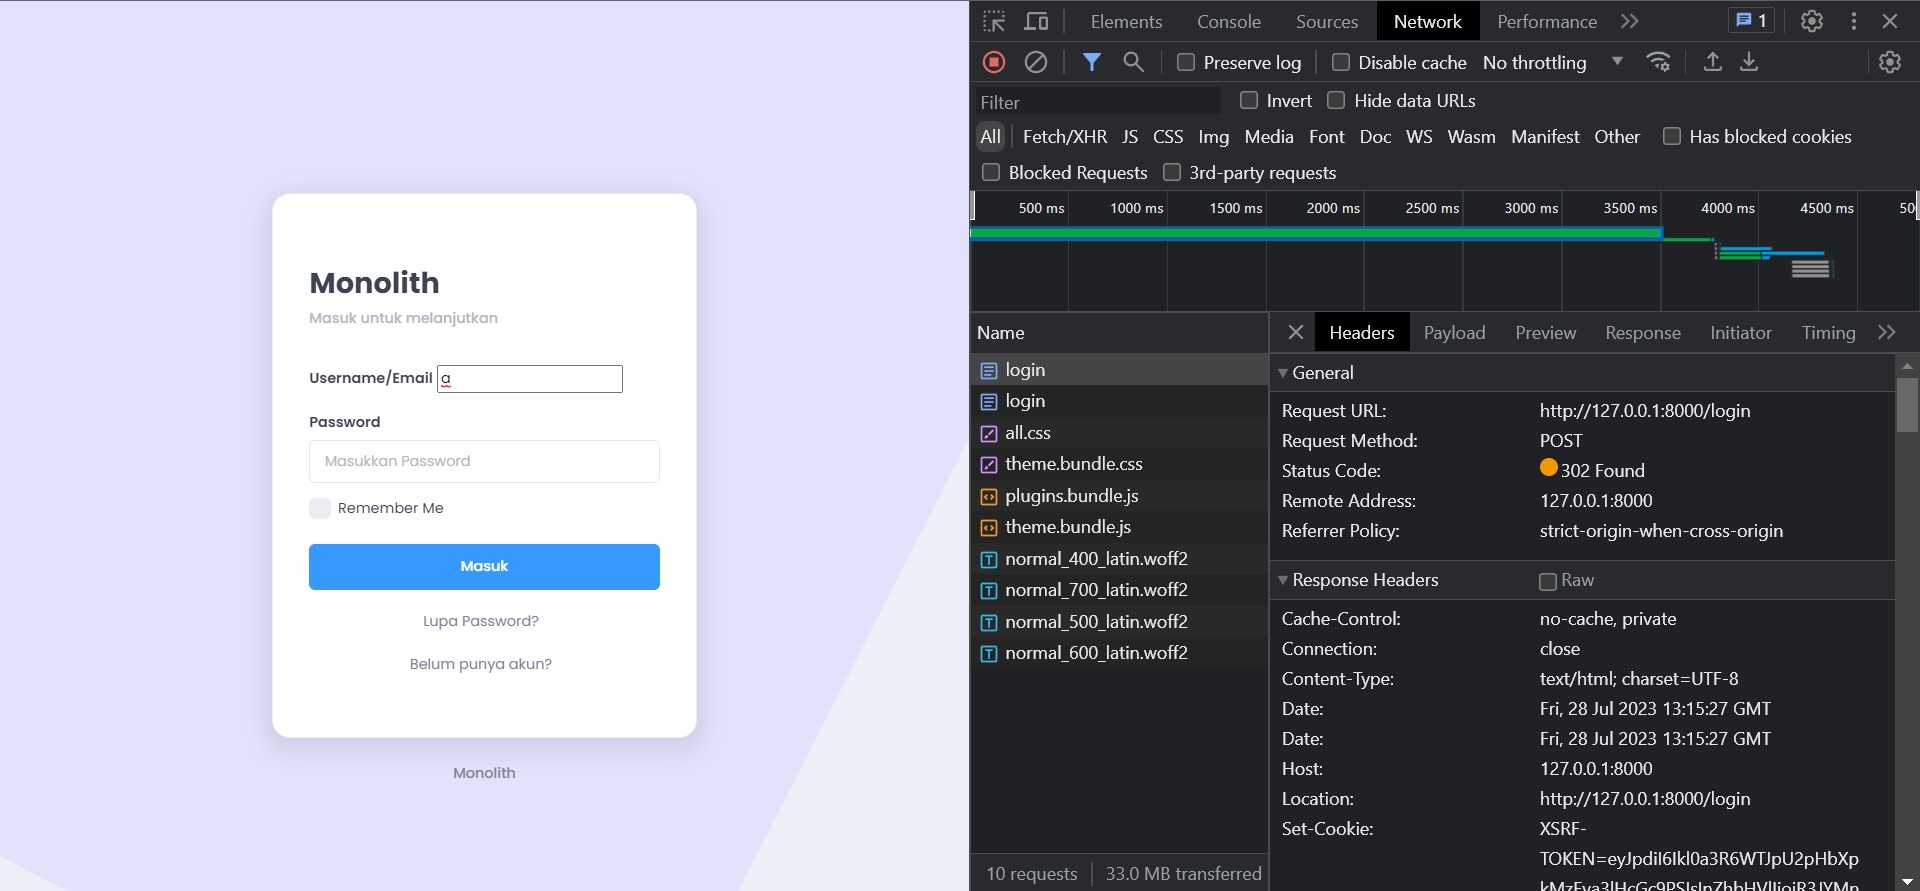 Monolith
Masuk untuk melanjutkan
Username/Email a
Password
Masukkan Password
Remember Me
Masuk
Lupa Password?
Belum punya akun?
Monolith
Elements Console Sources Network Performance 1
Preserve log Disable cache No throttling
Filter Invert Hide data URLs
All Fetch/XHR JS CSS Img Media Font Doc WS Wasm Manifest Other Has blocked cookies
Blocked Requests 3rd-party requests
500 ms 1000 ms 1500 ms 2000 ms 2500 ms 3000 ms 3500 ms 4000 ms 4500 ms 50
Name
login
login
all.css
theme.bundle.css
plugins.bundle.js
theme.bundle.js
normal_400_latin.woff2
normal_700_latin.woff2
normal_500_latin.woff2
normal_600_latin.woff2
10 requests 33.0 MB transferred
Headers Payload Preview Response Initiator Timing
General
Request URL: http://127.0.0.1:8000/login
Request Method: POST
Status Code: 302 Found
Remote Address: 127.0.0.1:8000
Referrer Policy: strict-origin-when-cross-origin
Response Headers Raw
Cache-Control: no-cache, private
Connection: close
Content-Type: text/html; charset=UTF-8
Date: Fri, 28 Jul 2023 13:15:27 GMT
Date: Fri, 28 Jul 2023 13:15:27 GMT
Host: 127.0.0.1:8000
Location: http://127.0.0.1:8000/login
Set-Cookie: XSRF-
TOKEN=eyJpdiI6Ikl0a3R6WTJpU2pHbXp